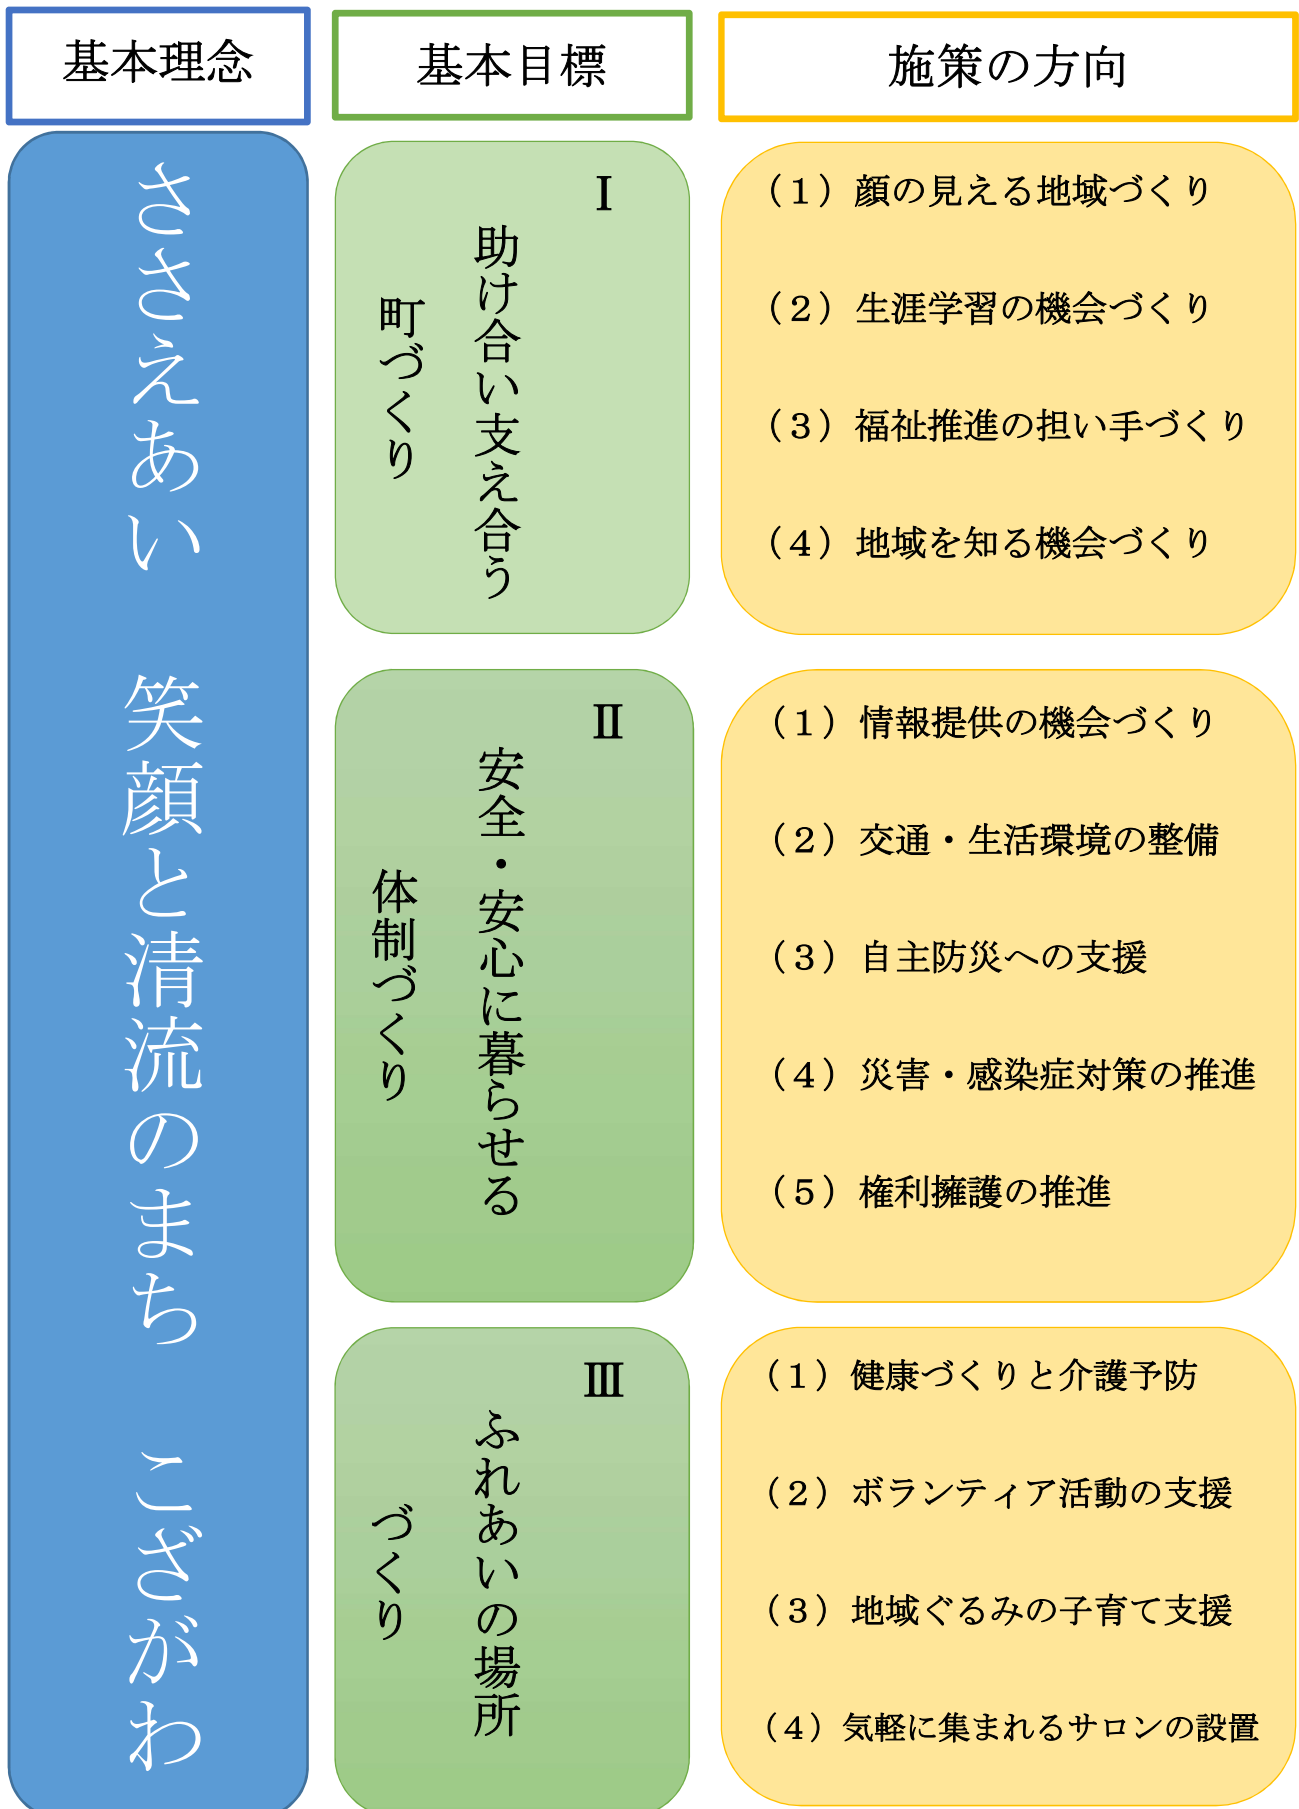 基本理念
基本目標
施策の方向
ささえあい　笑顔と清流のまち　こざがわ
Ⅰ
助け合い支え合う
町づくり
（１）顔の見える地域づくり
（２）生涯学習の機会づくり
（３）福祉推進の担い手づくり
（４）地域を知る機会づくり
Ⅱ
安全・安心に暮らせる
体制づくり
（１）情報提供の機会づくり
（２）交通・生活環境の整備
（３）自主防災への支援
（４）災害・感染症対策の推進
（５）権利擁護の推進
Ⅲ
ふれあいの場所
づくり
（１）健康づくりと介護予防
（２）ボランティア活動の支援
（３）地域ぐるみの子育て支援
（４）気軽に集まれるサロンの設置